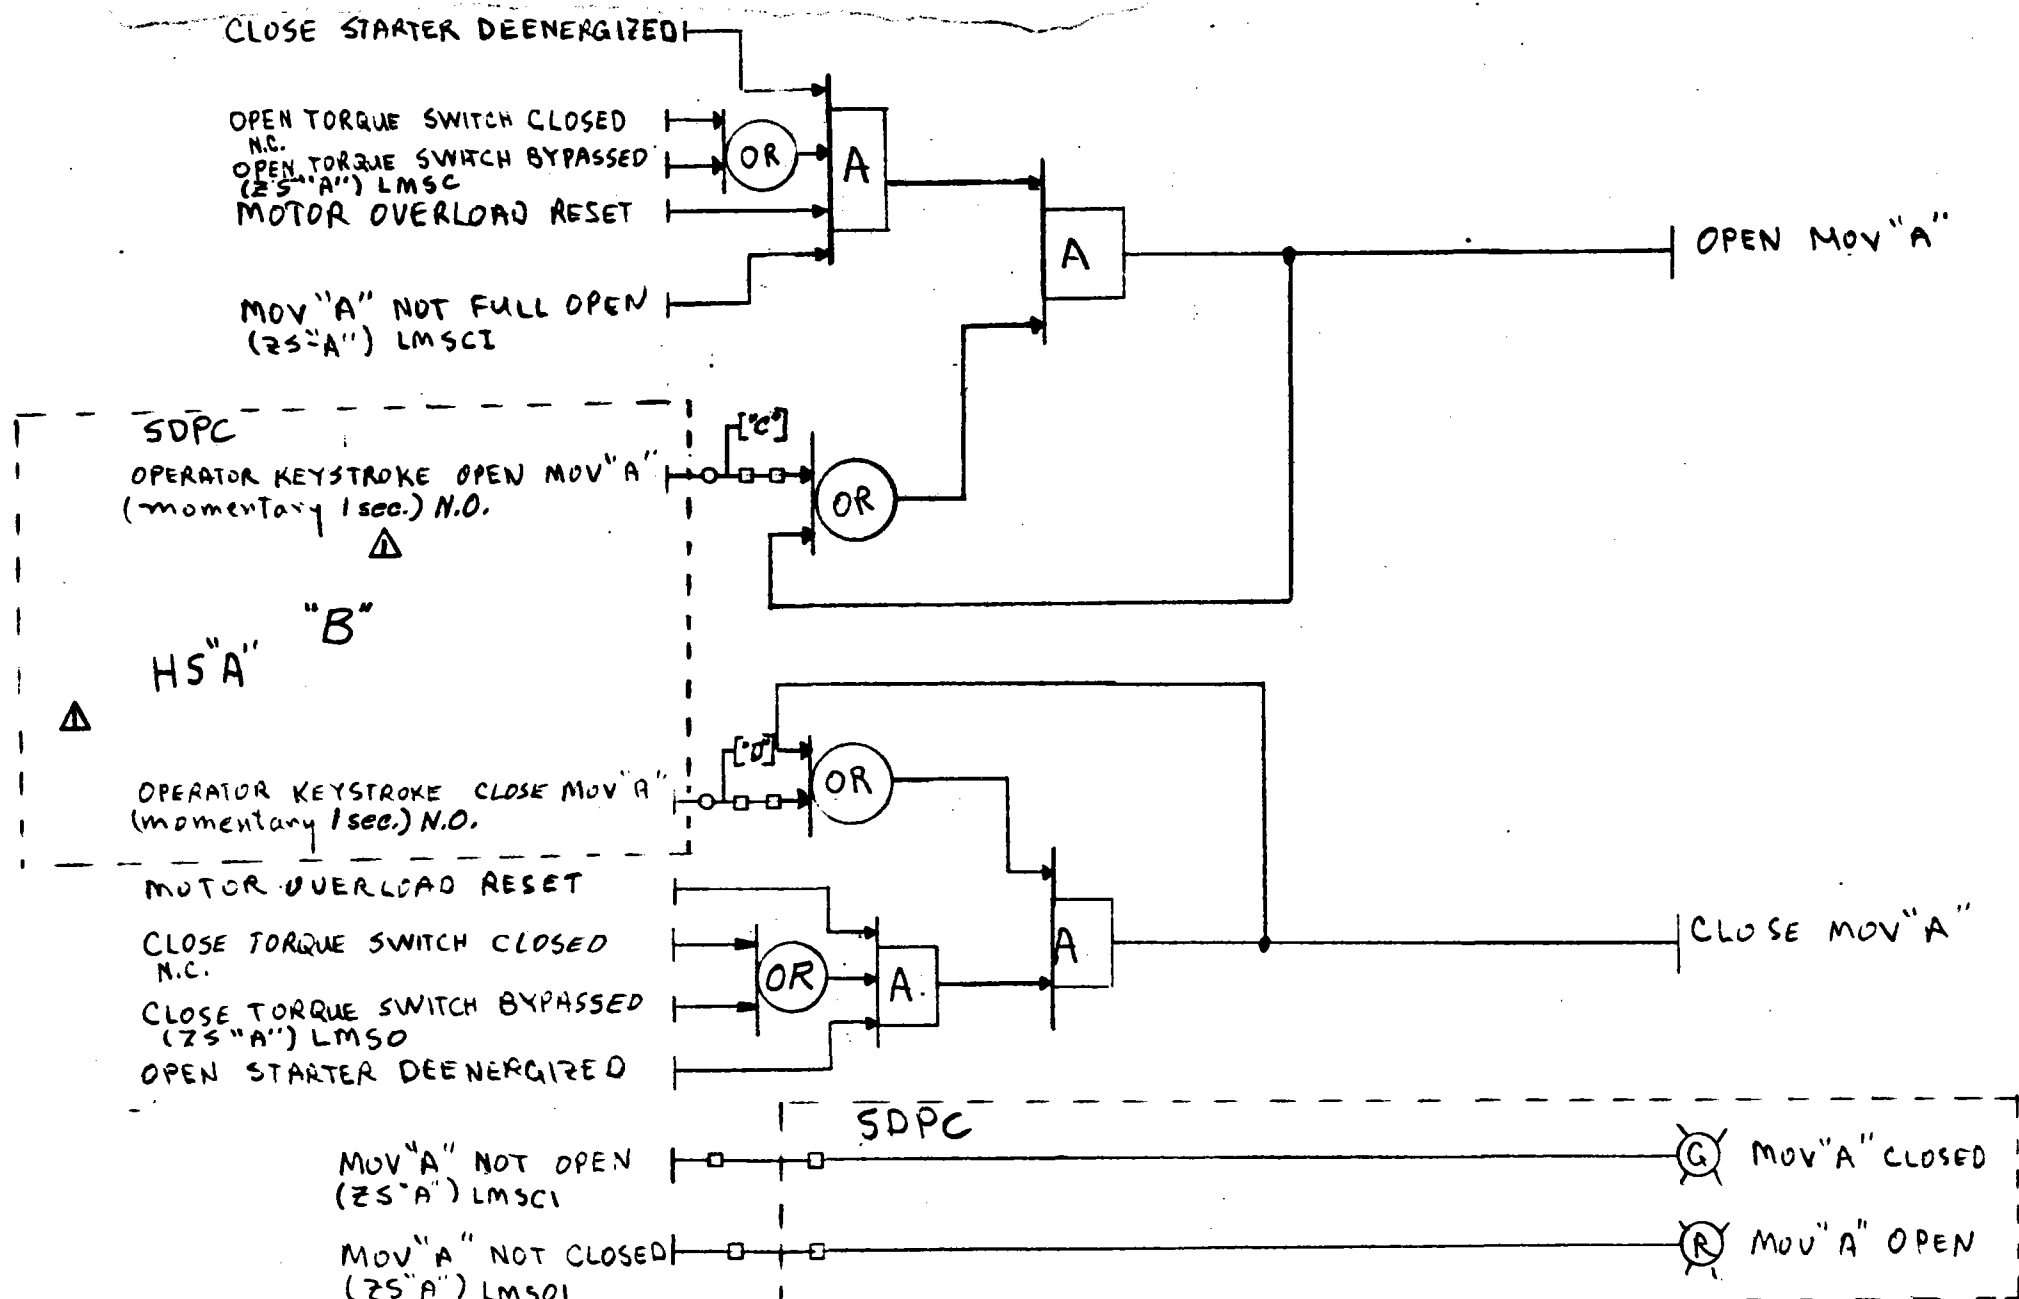 CLOSE STARTER DEENERGIZED
OPEN TORQUE SWITCH CLOSED
N.C.
OPEN TORQUE SWITCH BYPASSED
(ZS "A") LMSC
MOTOR OVERLOAD RESET
MOV "A" NOT FULL OPEN
(ZS "A") LMSCI
OR
A
A
OPEN MOV "A"
SDPC
OPERATOR KEYSTROKE OPEN MOV "A"
(momentary 1 sec.) N.O.
1
["C"]
OR
"B"
HS "A"
1
["D"]
OR
OPERATOR KEYSTROKE CLOSE MOV "A"
(momentary 1 sec.) N.O.
MOTOR OVERLOAD RESET
CLOSE TORQUE SWITCH CLOSED
N.C.
CLOSE TORQUE SWITCH BYPASSED
(ZS "A") LMSO
OPEN STARTER DEENERGIZED
OR
A
A
CLOSE MOV "A"
SDPC
MOV "A" NOT OPEN
(ZS "A") LMSCI
G MOV "A" CLOSED
MOV "A" NOT CLOSED
(ZS "A") LMSOI
R MOV "A" OPEN